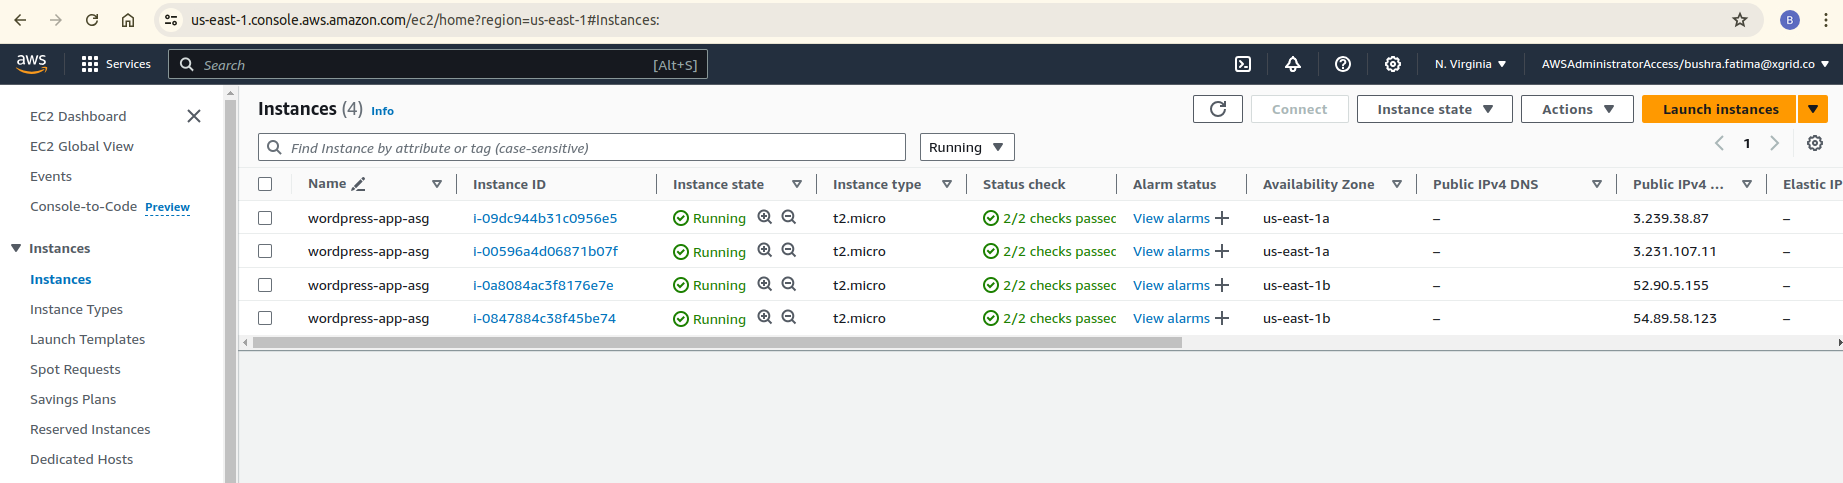 us-east-1.console.aws.amazon.com/ec2/home?region=us-east-1#Instances:
B
aws Services Search [Alt+S] N. Virginia AWSAdministratorAccess/bushra.fatima@xgrid.co
EC2 Dashboard
EC2 Global View
Events
Console-to-Code Preview
Instances
Instances
Instance Types
Launch Templates
Spot Requests
Savings Plans
Reserved Instances
Dedicated Hosts
Instances (4) Info Connect Instance state Actions Launch instances
Find Instance by attribute or tag (case-sensitive) Running 1
Name Instance ID Instance state Instance type Status check Alarm status Availability Zone Public IPv4 DNS Public IPv4 ... Elastic IP
wordpress-app-asg i-09dc944b31c0956e5 Running t2.micro 2/2 checks passec View alarms + us-east-1a – 3.239.38.87 –
wordpress-app-asg i-00596a4d06871b07f Running t2.micro 2/2 checks passec View alarms + us-east-1a – 3.231.107.11 –
wordpress-app-asg i-0a8084ac3f8176e7e Running t2.micro 2/2 checks passec View alarms + us-east-1b – 52.90.5.155 –
wordpress-app-asg i-0847884c38f45be74 Running t2.micro 2/2 checks passec View alarms + us-east-1b – 54.89.58.123 –